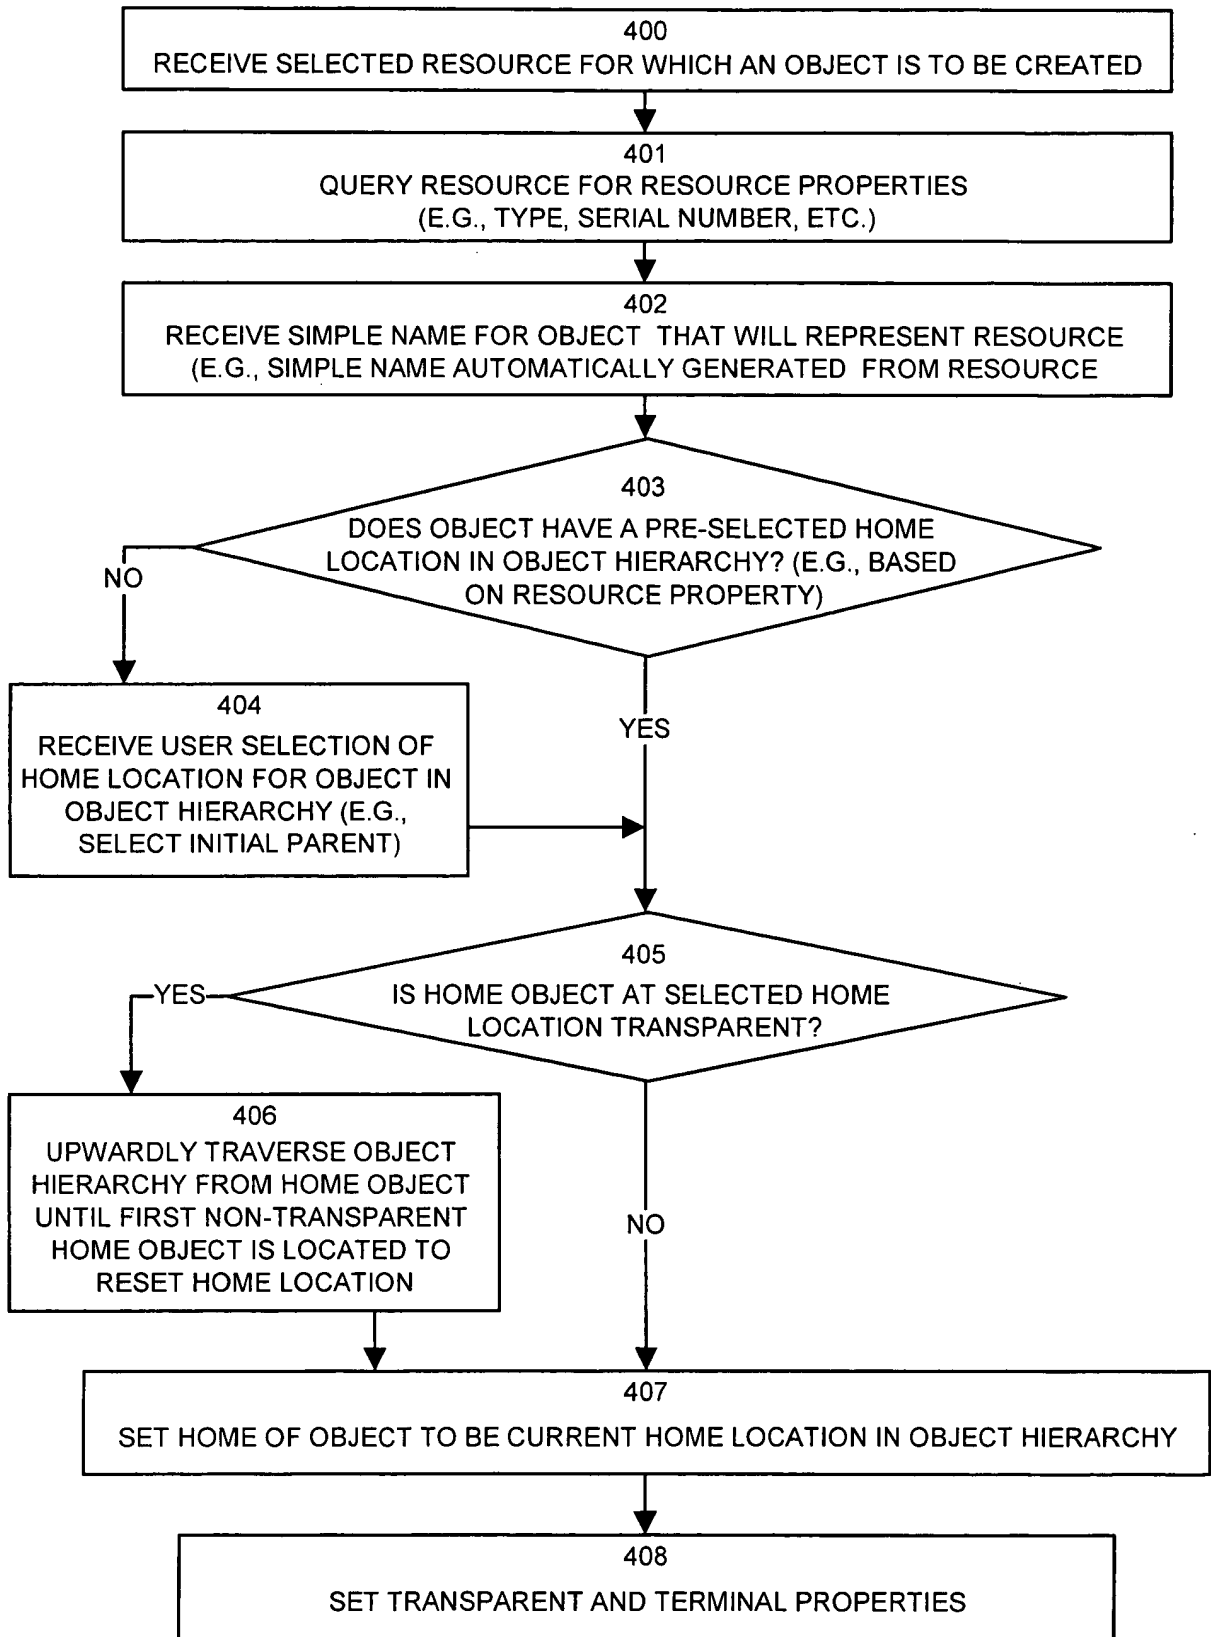 400
RECEIVE SELECTED RESOURCE FOR WHICH AN OBJECT IS TO BE CREATED
401
QUERY RESOURCE FOR RESOURCE PROPERTIES
(E.G., TYPE, SERIAL NUMBER, ETC.)
402
RECEIVE SIMPLE NAME FOR OBJECT THAT WILL REPRESENT RESOURCE
(E.G., SIMPLE NAME AUTOMATICALLY GENERATED FROM RESOURCE
403
DOES OBJECT HAVE A PRE-SELECTED HOME
LOCATION IN OBJECT HIERARCHY? (E.G., BASED
ON RESOURCE PROPERTY)
NO
404
RECEIVE USER SELECTION OF
HOME LOCATION FOR OBJECT IN
OBJECT HIERARCHY (E.G.,
SELECT INITIAL PARENT)
YES
405
IS HOME OBJECT AT SELECTED HOME
LOCATION TRANSPARENT?
YES
406
UPWARDLY TRAVERSE OBJECT
HIERARCHY FROM HOME OBJECT
UNTIL FIRST NON-TRANSPARENT
HOME OBJECT IS LOCATED TO
RESET HOME LOCATION
NO
407
SET HOME OF OBJECT TO BE CURRENT HOME LOCATION IN OBJECT HIERARCHY
408
SET TRANSPARENT AND TERMINAL PROPERTIES